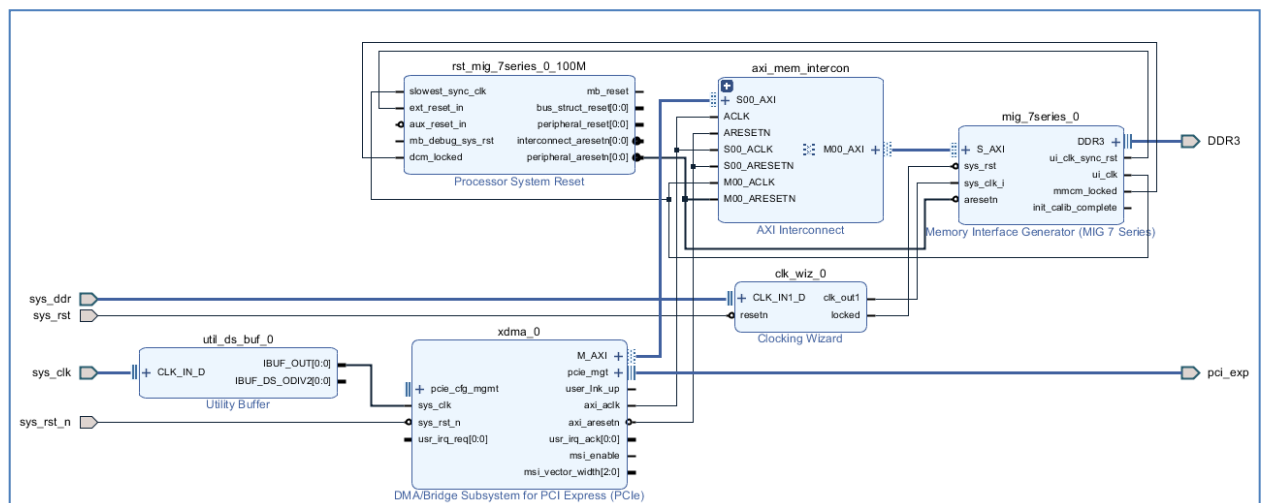 rst_mig_7series_0_100M
slowest_sync_clk
ext_reset_in
aux_reset_in
mb_debug_sys_rst
dcm_locked
mb_reset
bus_struct_reset[0:0]
peripheral_reset[0:0]
interconnect_aresetn[0:0]
peripheral_aresetn[0:0]
Processor System Reset
axi_mem_intercon
S00_AXI
ACLK
ARESETN
S00_ACLK
S00_ARESETN
M00_ACLK
M00_ARESETN
M00_AXI
AXI Interconnect
mig_7series_0
S_AXI
sys_rst
sys_clk_i
aresetn
DDR3
ui_clk_sync_rst
ui_clk
mmcm_locked
init_calib_complete
Memory Interface Generator (MIG 7 Series)
DDR3
sys_ddr
sys_rst
clk_wiz_0
CLK_IN1_D
resetn
clk_out1
locked
Clocking Wizard
sys_clk
util_ds_buf_0
CLK_IN_D
IBUF_OUT[0:0]
IBUF_DS_ODIV2[0:0]
Utility Buffer
sys_rst_n
xdma_0
pcie_cfg_mgmt
sys_clk
sys_rst_n
usr_irq_req[0:0]
M_AXI
pcie_mgt
user_lnk_up
axi_aclk
axi_aresetn
usr_irq_ack[0:0]
msi_enable
msi_vector_width[2:0]
DMA/Bridge Subsystem for PCI Express (PCIe)
pci_exp